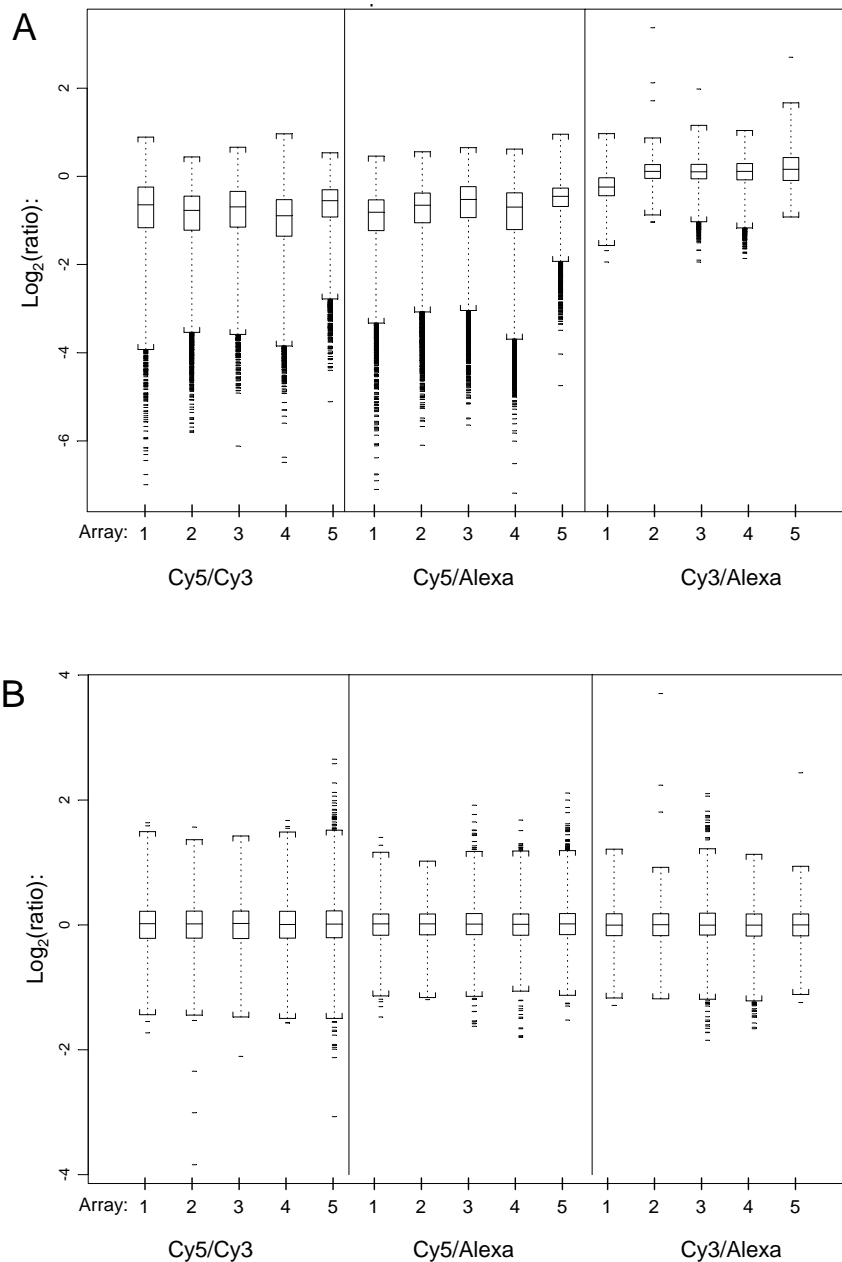 A
Log2(ratio):
2
0
-2
-4
-6
Array: 1 2 3 4 5 1 2 3 4 5 1 2 3 4 5
Cy5/Cy3 Cy5/Alexa Cy3/Alexa
B
Log2(ratio):
4
2
0
-2
-4
Array: 1 2 3 4 5 1 2 3 4 5 1 2 3 4 5
Cy5/Cy3 Cy5/Alexa Cy3/Alexa